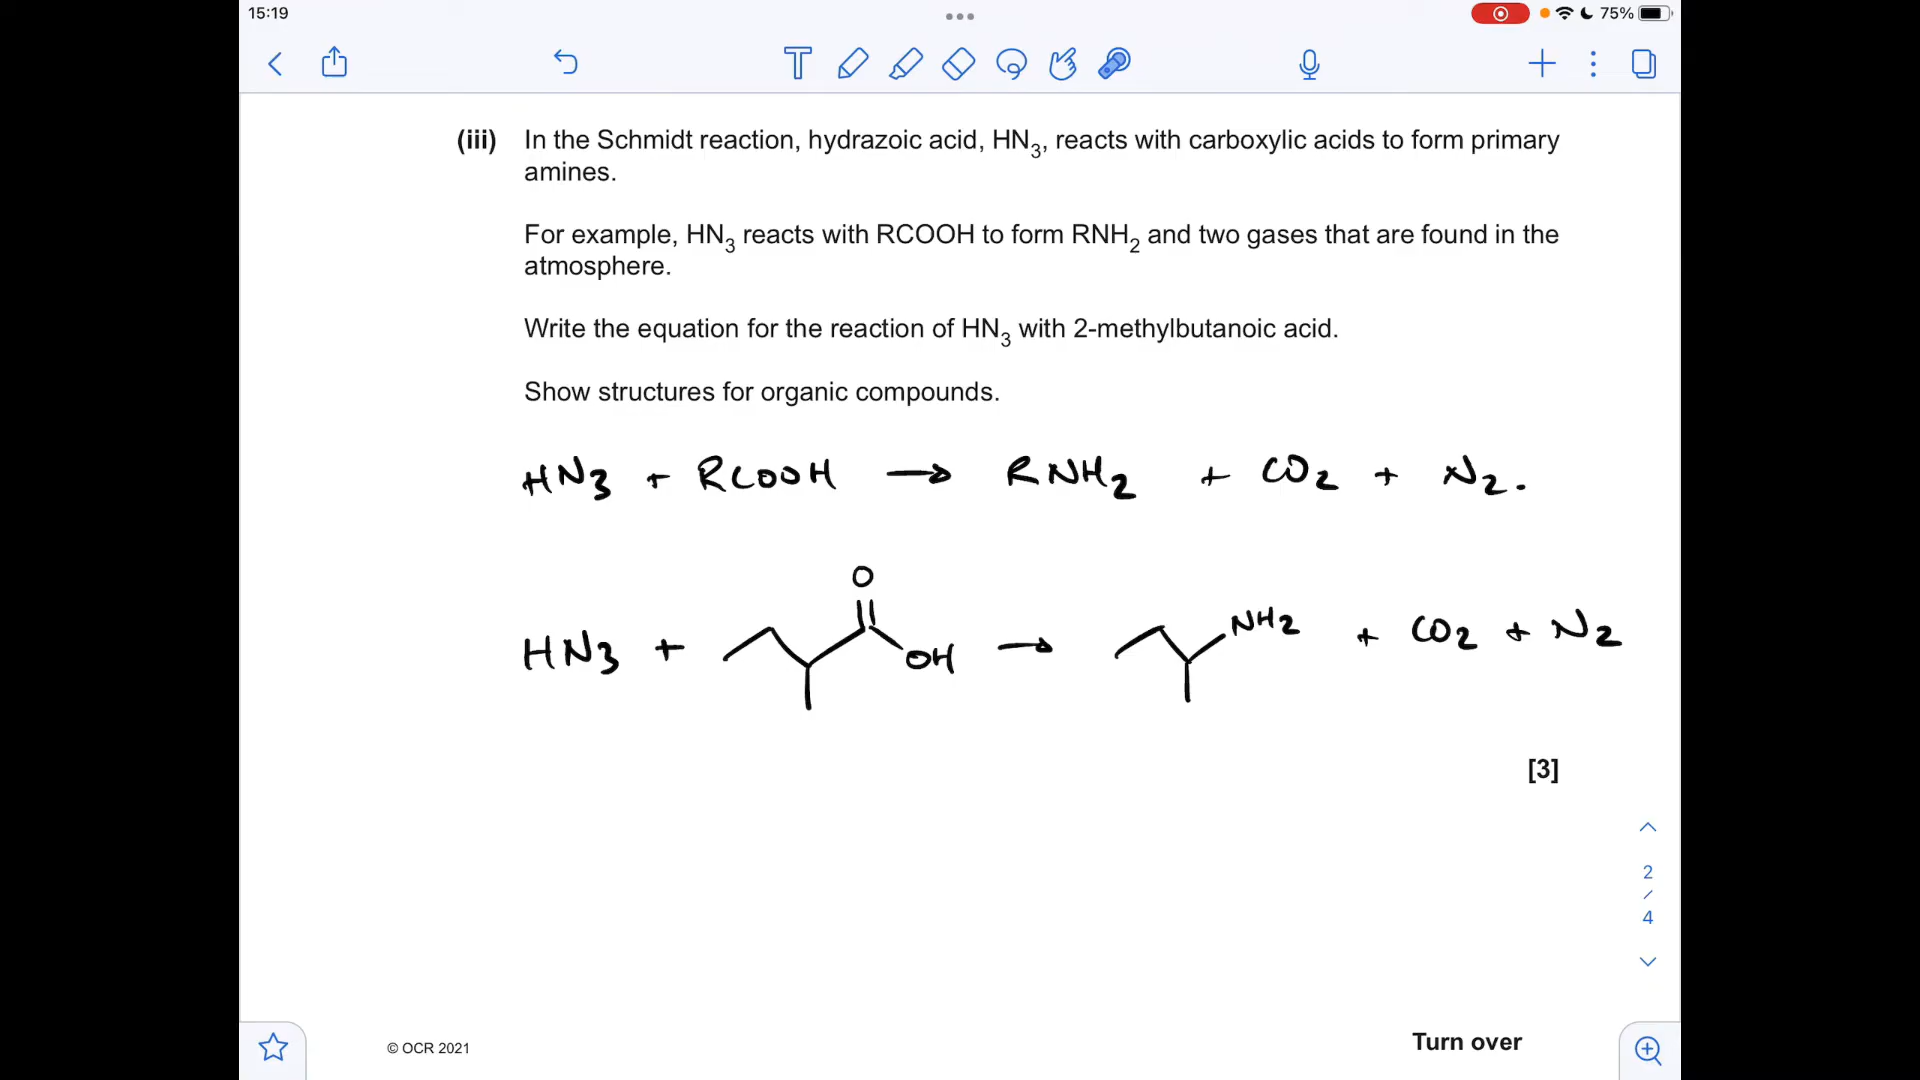 15:19
75%
(iii) In the Schmidt reaction, hydrazoic acid, HN₃, reacts with carboxylic acids to form primary
amines.
For example, HN₃ reacts with RCOOH to form RNH₂ and two gases that are found in the
atmosphere.
Write the equation for the reaction of HN₃ with 2-methylbutanoic acid.
Show structures for organic compounds.
HN₃ + RCOOH → RNH₂ + CO₂ + N₂.
O
HN₃ + OH → NH₂ + CO₂ + N₂
[3]
2
/
4
© OCR 2021
Turn over